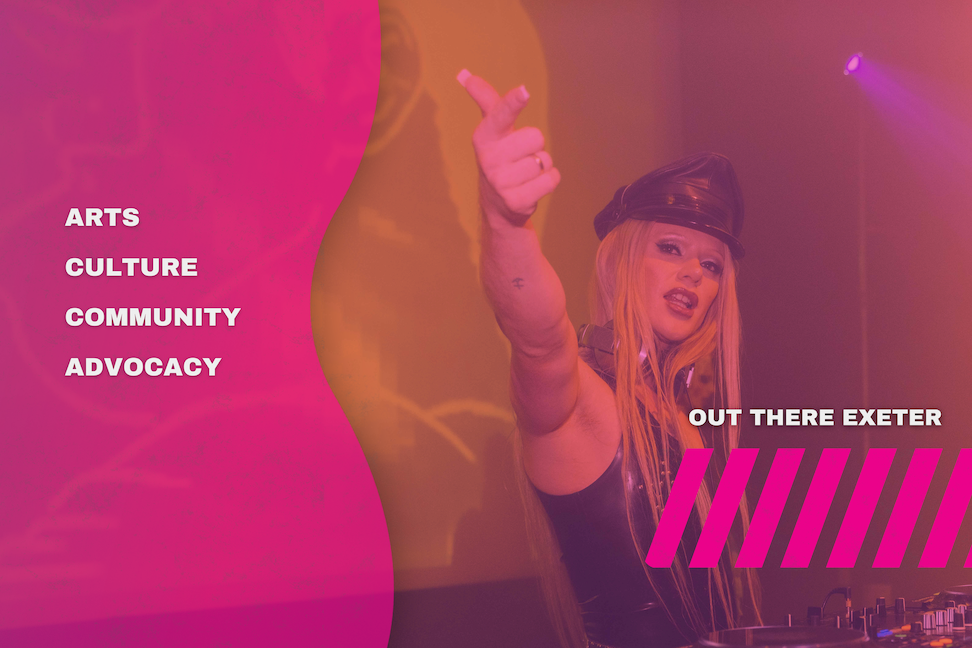 ARTS
CULTURE
COMMUNITY
ADVOCACY
OUT THERE EXETER